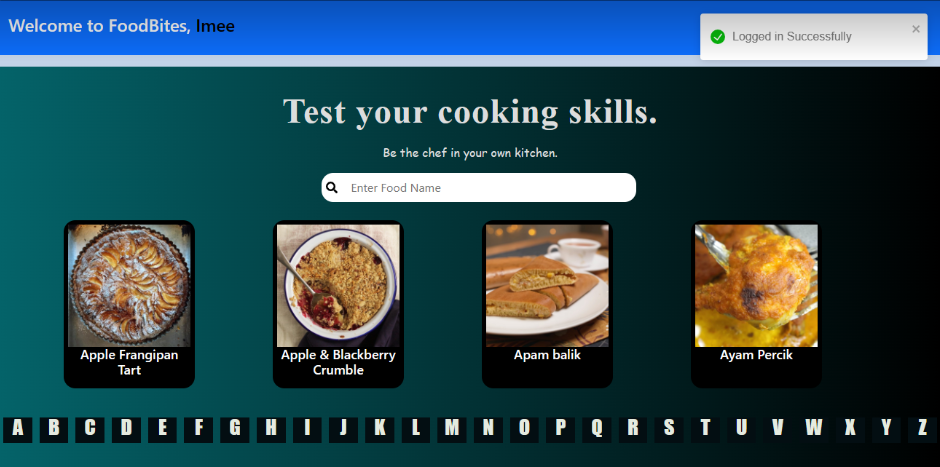 Welcome to FoodBites, Imee
Logged in Successfully
Test your cooking skills.
Be the chef in your own kitchen.
Enter Food Name
Apple Frangipan
Tart
Apple & Blackberry
Crumble
Apam balik
Ayam Percik
A B C D E F G H I J K L M N O P Q R S T U V W X Y Z